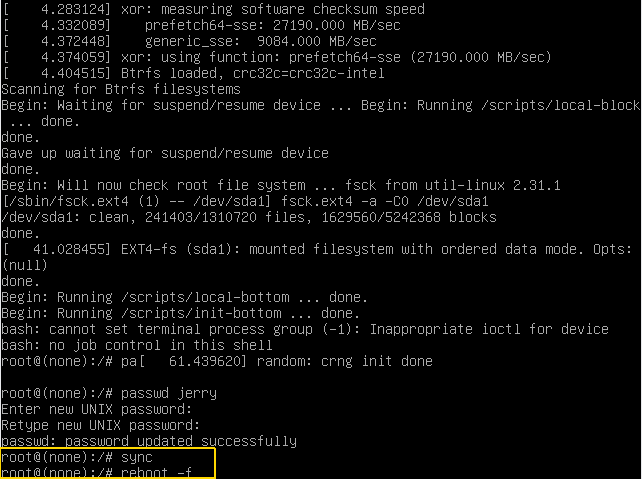 [    4.283124] xor: measuring software checksum speed
[    4.332089]    prefetch64-sse: 27190.000 MB/sec
[    4.372448]    generic_sse:  9084.000 MB/sec
[    4.374059] xor: using function: prefetch64-sse (27190.000 MB/sec)
[    4.404515] Btrfs loaded, crc32c=crc32c-intel
Scanning for Btrfs filesystems
Begin: Waiting for suspend/resume device ... Begin: Running /scripts/local-block
 ... done.
done.
Gave up waiting for suspend/resume device
done.
Begin: Will now check root file system ... fsck from util-linux 2.31.1
[/sbin/fsck.ext4 (1) -- /dev/sda1] fsck.ext4 -a -C0 /dev/sda1
/dev/sda1: clean, 241403/1310720 files, 1629560/5242368 blocks
done.
[   41.028455] EXT4-fs (sda1): mounted filesystem with ordered data mode. Opts:
(null)
done.
Begin: Running /scripts/local-bottom ... done.
Begin: Running /scripts/init-bottom ... done.
bash: cannot set terminal process group (-1): Inappropriate ioctl for device
bash: no job control in this shell
root@(none):/# pa[   61.439620] random: crng init done
root@(none):/# passwd jerry
Enter new UNIX password:
Retype new UNIX password:
passwd: password updated successfully
root@(none):/# sync
root@(none):/# reboot -f